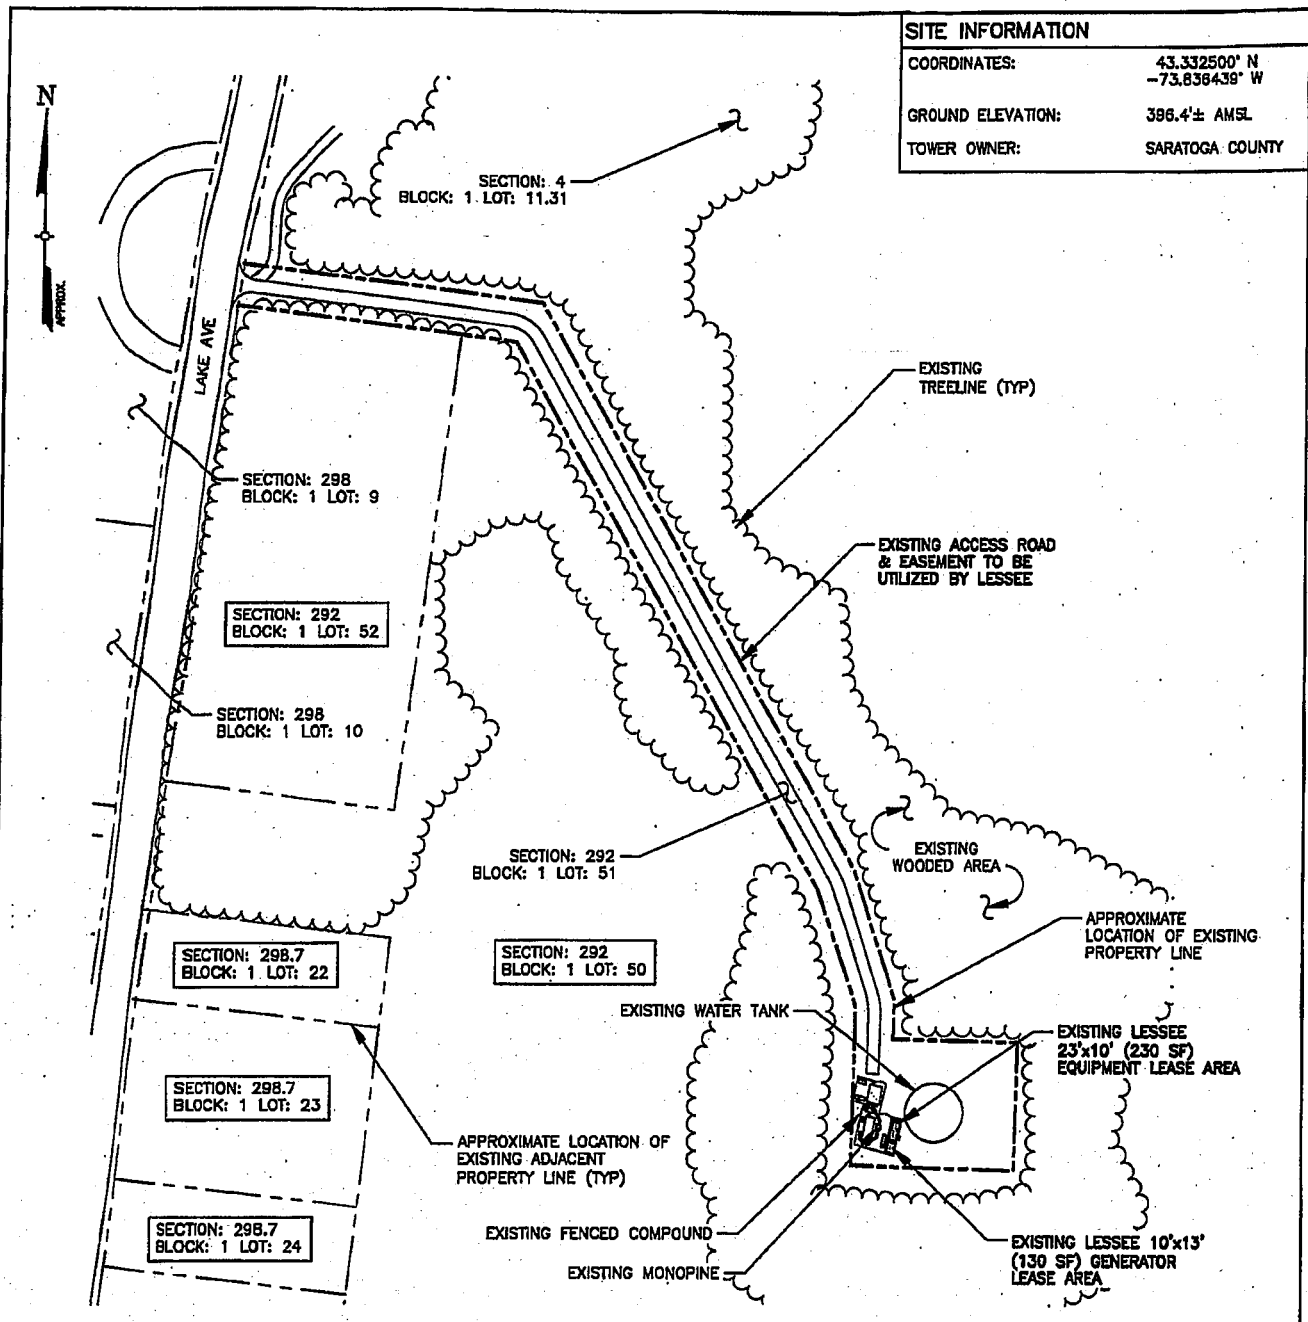 SITE INFORMATION
COORDINATES: 43.332500° N
-73.836439° W
GROUND ELEVATION: 396.4'± AMSL
TOWER OWNER: SARATOGA COUNTY
N
APPROX.
SECTION: 4
BLOCK: 1 LOT: 11.31
LAKE AVE
EXISTING
TREELINE (TYP)
SECTION: 298
BLOCK: 1 LOT: 9
EXISTING ACCESS ROAD
& EASEMENT TO BE
UTILIZED BY LESSEE
SECTION: 292
BLOCK: 1 LOT: 52
SECTION: 298
BLOCK: 1 LOT: 10
SECTION: 292
BLOCK: 1 LOT: 51
EXISTING
WOODED AREA
APPROXIMATE
LOCATION OF EXISTING
PROPERTY LINE
SECTION: 298.7
BLOCK: 1 LOT: 22
SECTION: 292
BLOCK: 1 LOT: 50
EXISTING WATER TANK
EXISTING LESSEE
23'x10' (230 SF)
EQUIPMENT LEASE AREA
SECTION: 298.7
BLOCK: 1 LOT: 23
APPROXIMATE LOCATION OF
EXISTING ADJACENT
PROPERTY LINE (TYP)
SECTION: 298.7
BLOCK: 1 LOT: 24
EXISTING FENCED COMPOUND
EXISTING MONOPINE
EXISTING LESSEE 10'x13'
(130 SF) GENERATOR
LEASE AREA